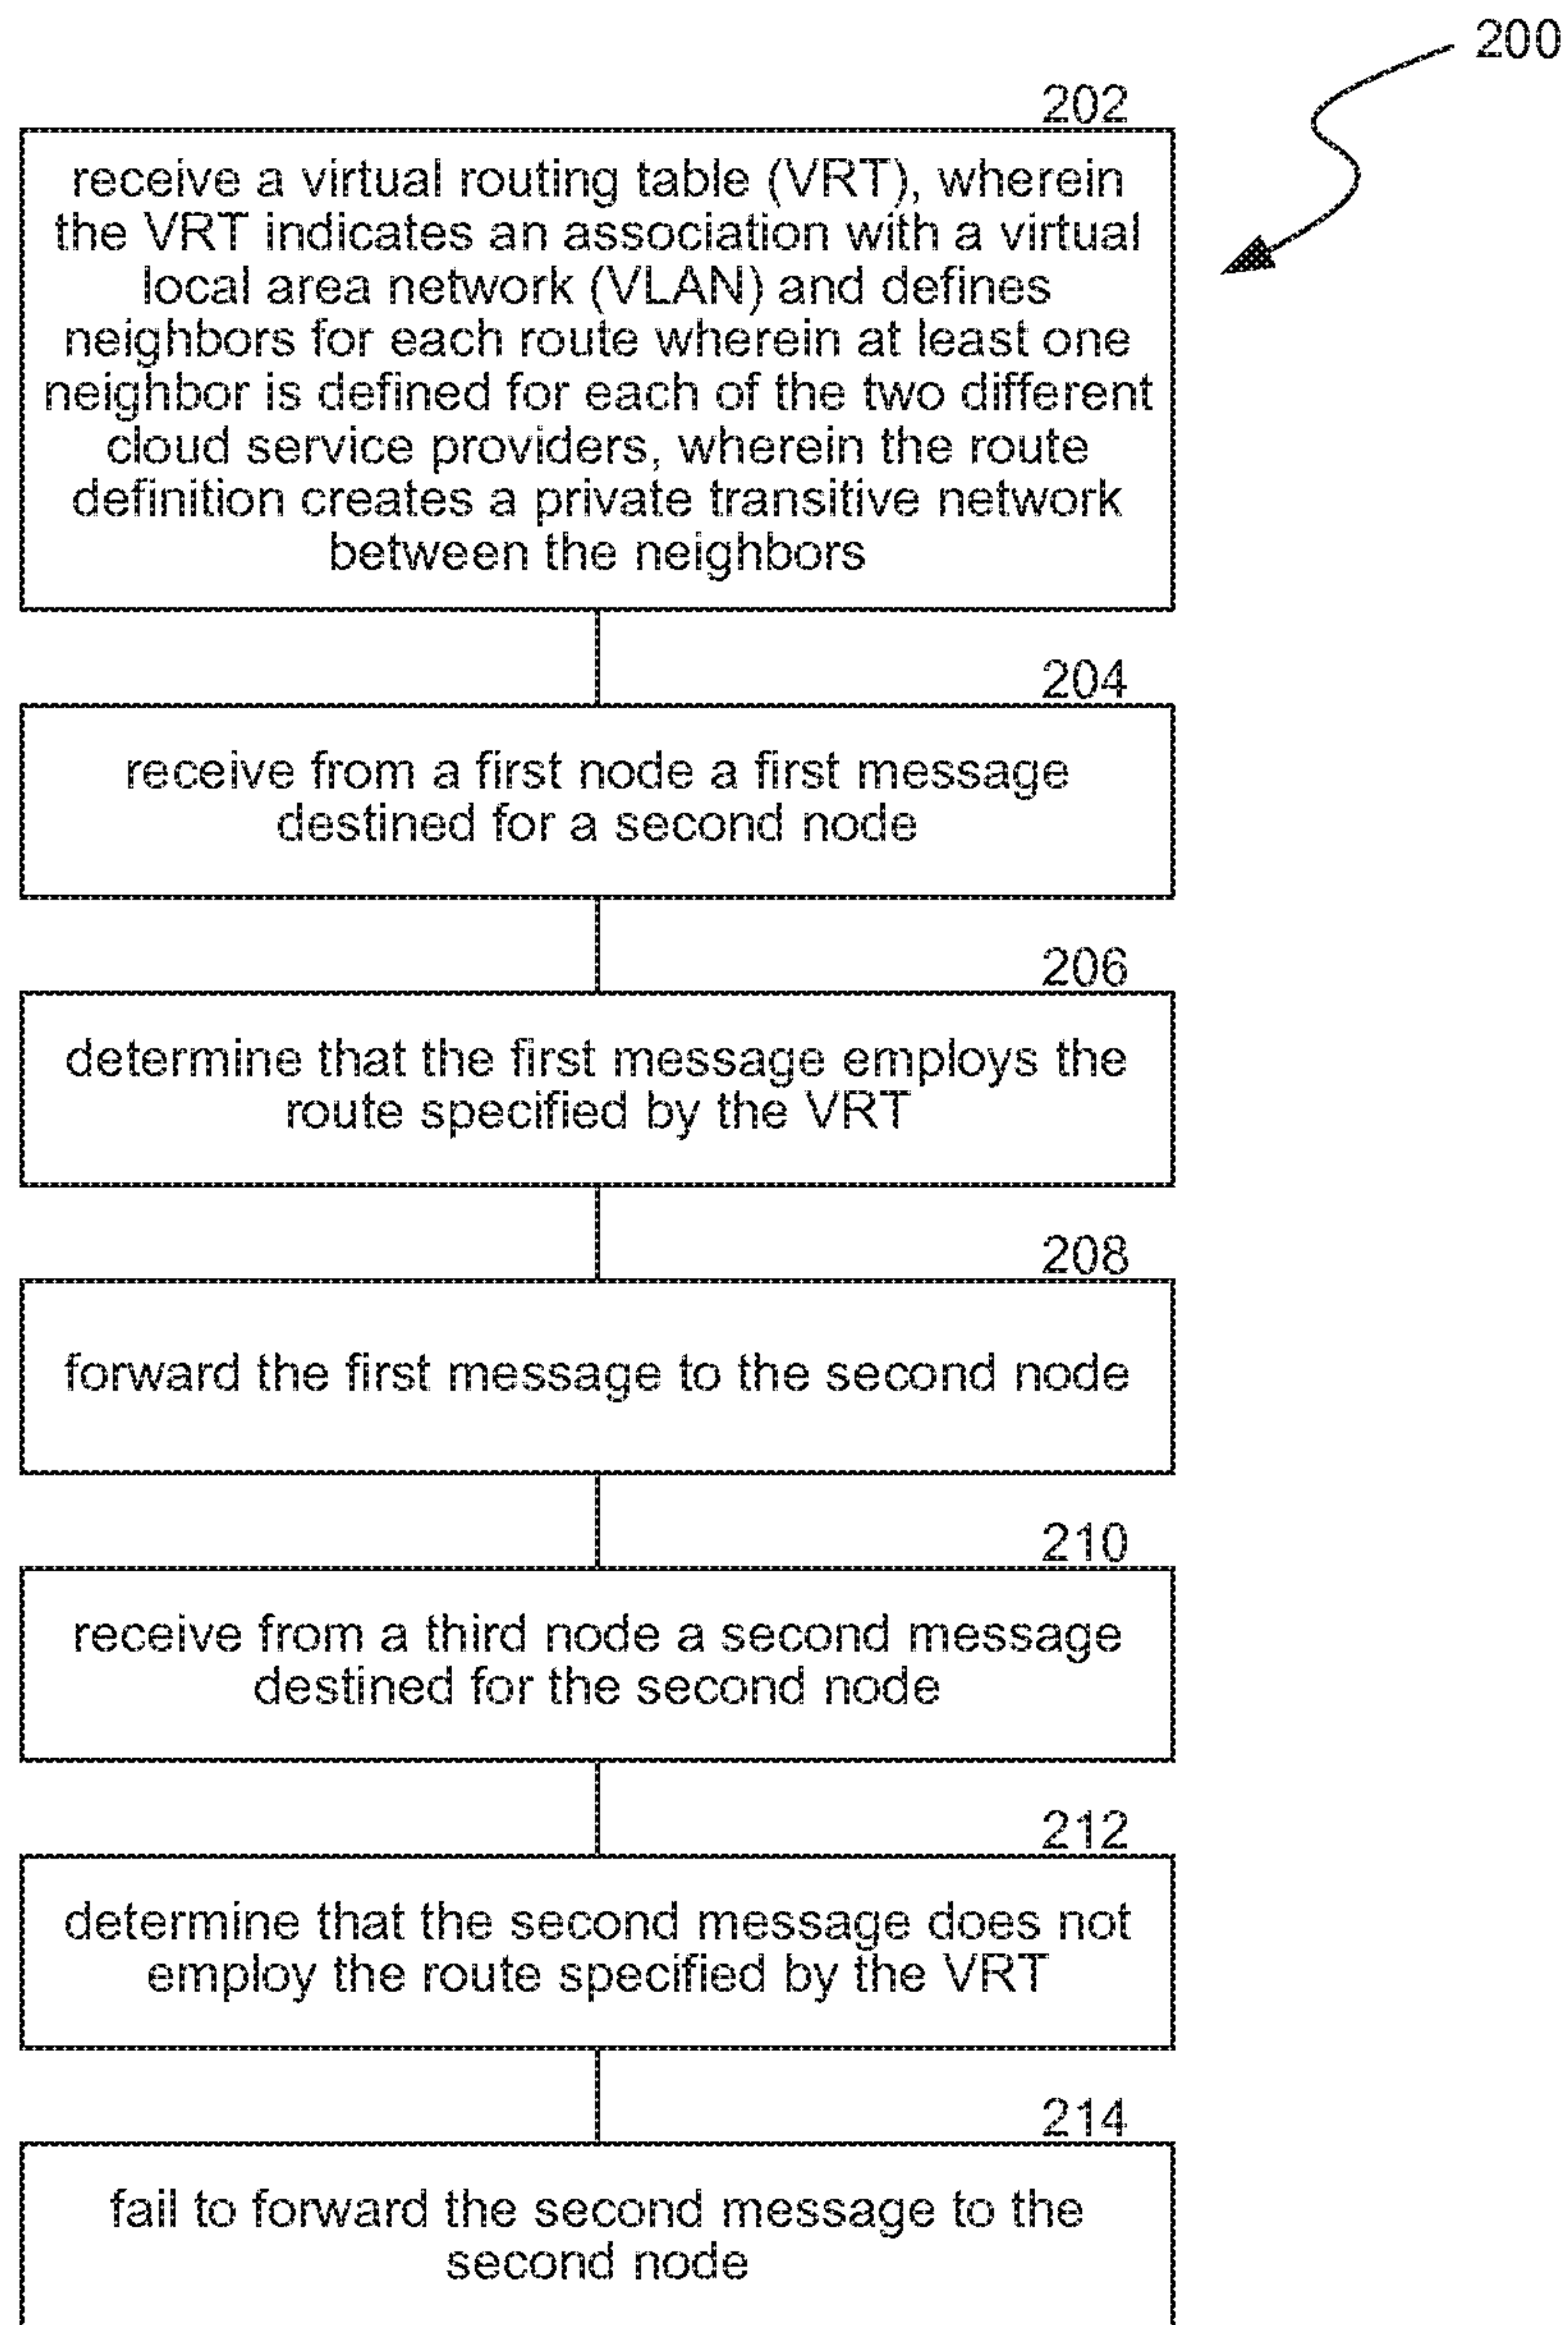 200
202
receive a virtual routing table (VRT), wherein
the VRT indicates an association with a virtual
local area network (VLAN) and defines
neighbors for each route wherein at least one
neighbor is defined for each of the two different
cloud service providers, wherein the route
definition creates a private transitive network
between the neighbors
204
receive from a first node a first message
destined for a second node
206
determine that the first message employs the
route specified by the VRT
208
forward the first message to the second node
210
receive from a third node a second message
destined for the second node
212
determine that the second message does not
employ the route specified by the VRT
214
fail to forward the second message to the
second node